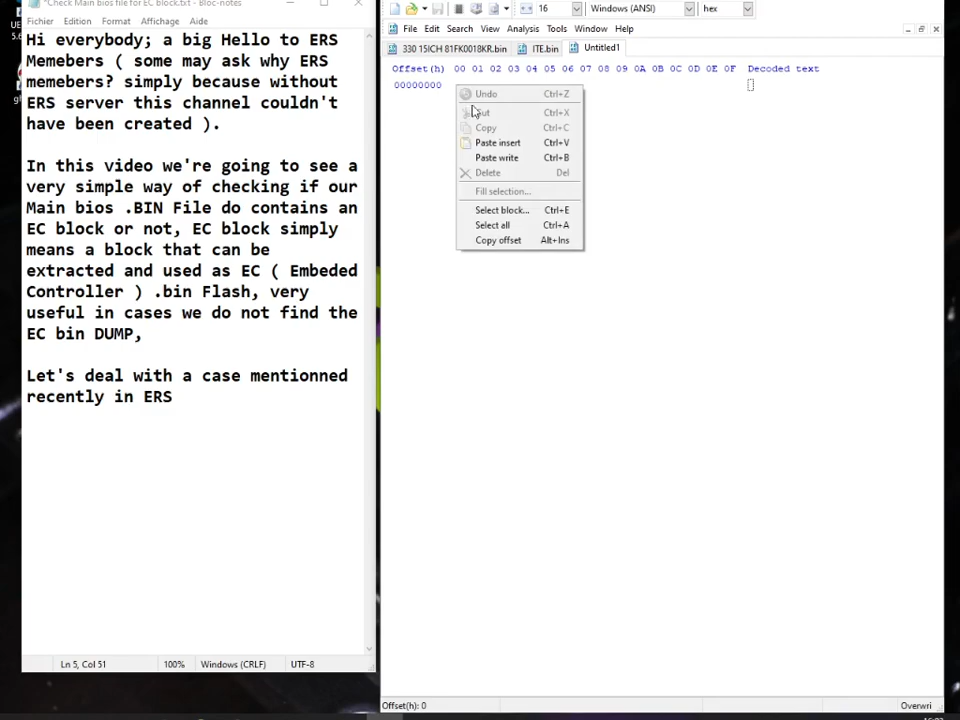 *Check Main bios file for EC block.txt - Bloc-notes
Fichier Edition Format Affichage Aide
Hi everybody; a big Hello to ERS
Memebers ( some may ask why ERS
memebers? simply because without
ERS server this channel couldn't
have been created ).
In this video we're going to see a
very simple way of checking if our
Main bios .BIN File do contains an
EC block or not, EC block simply
means a block that can be
extracted and used as EC ( Embeded
Controller ) .bin Flash, very
useful in cases we do not find the
EC bin DUMP,
Let's deal with a case mentionned
recently in ERS
Ln 5, Col 51 100% Windows (CRLF) UTF-8
16 Windows (ANSI) hex
File Edit Search View Analysis Tools Window Help
330 15ICH 81FK0018KR.bin ITE.bin Untitled1
Offset(h) 00 01 02 03 04 05 06 07 08 09 0A 0B 0C 0D 0E 0F Decoded text
00000000
Undo Ctrl+Z
Cut Ctrl+X
Copy Ctrl+C
Paste insert Ctrl+V
Paste write Ctrl+B
Delete Del
Fill selection...
Select block... Ctrl+E
Select all Ctrl+A
Copy offset Alt+Ins
Offset(h): 0 Overwri